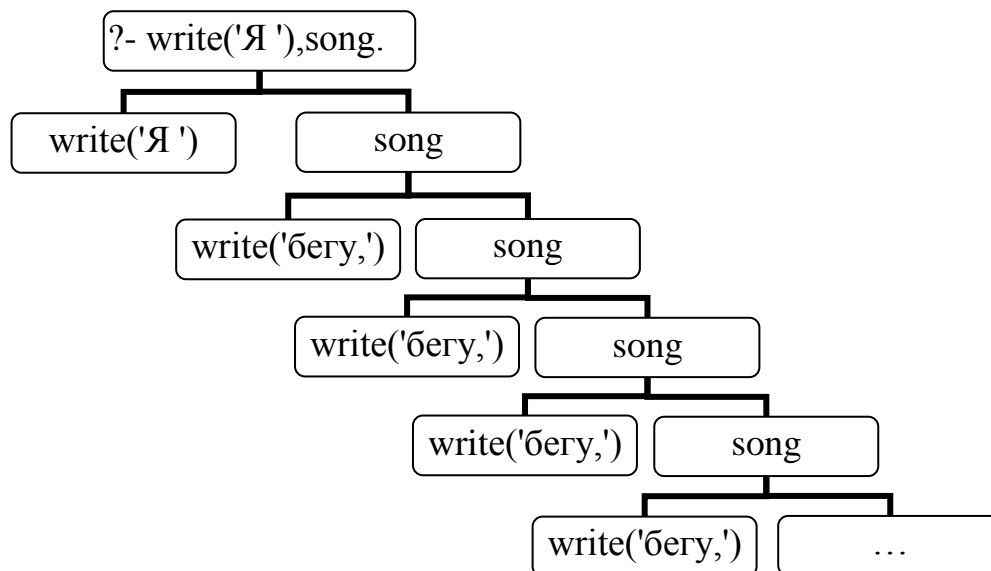 ?- write('Я '),song.
write('Я ')
song
write('бегу,')
song
write('бегу,')
song
write('бегу,')
song
write('бегу,')
...